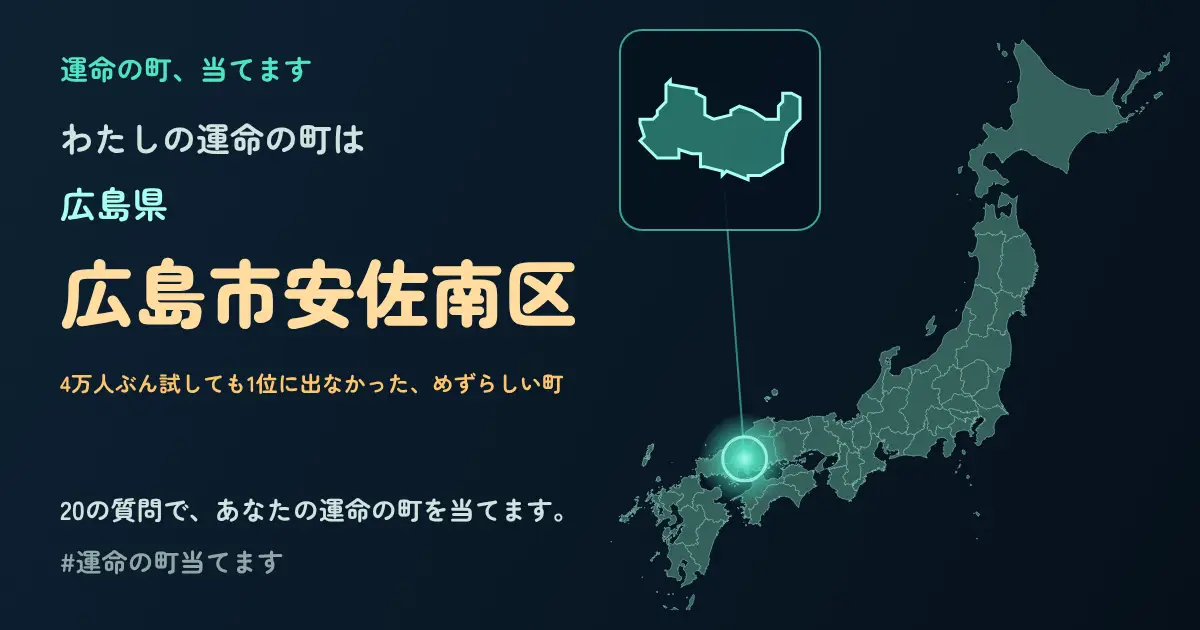 運命の町、当てます
わたしの運命の町は
広島県
広島市安佐南区
4万人ぶん試しても1位に出なかった、めずらしい町
20の質問で、あなたの運命の町を当てます。
#運命の町当てます